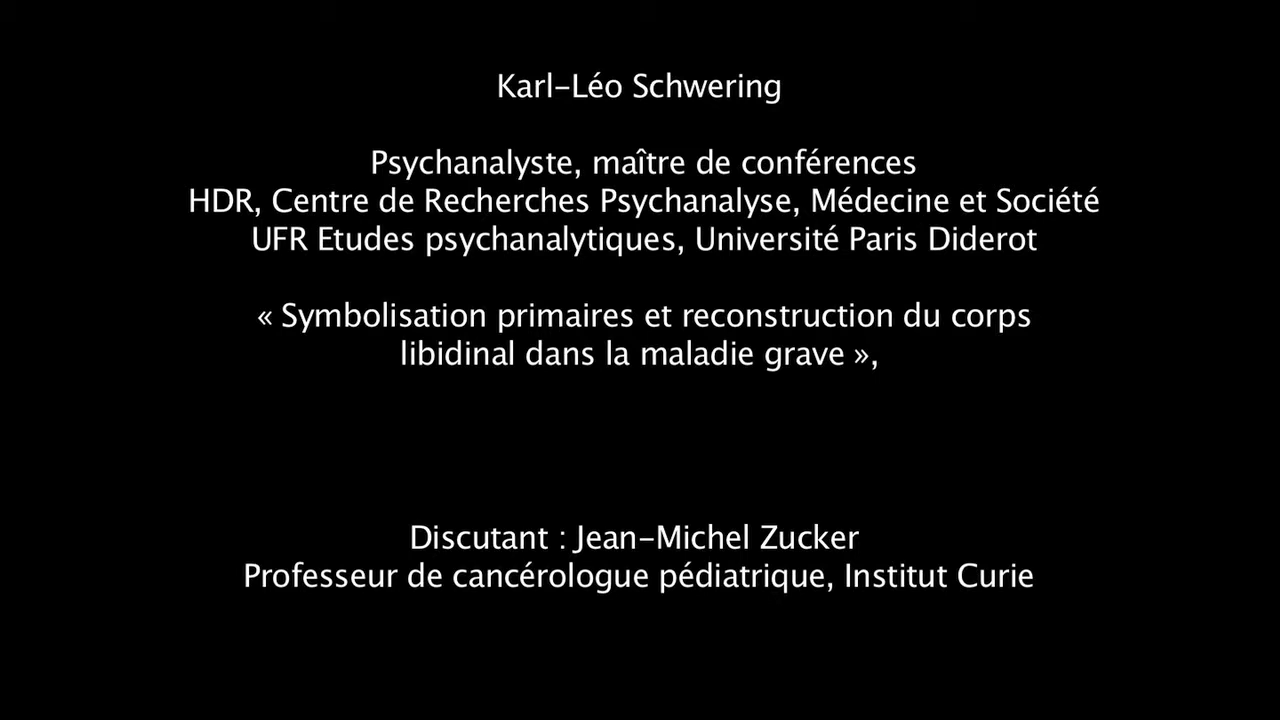 Karl-Léo Schwering
Psychanalyste, maître de conférences
HDR, Centre de Recherches Psychanalyse, Médecine et Société
UFR Etudes psychanalytiques, Université Paris Diderot
« Symbolisation primaires et reconstruction du corps
libidinal dans la maladie grave »,
Discutant : Jean-Michel Zucker
Professeur de cancérologue pédiatrique, Institut Curie